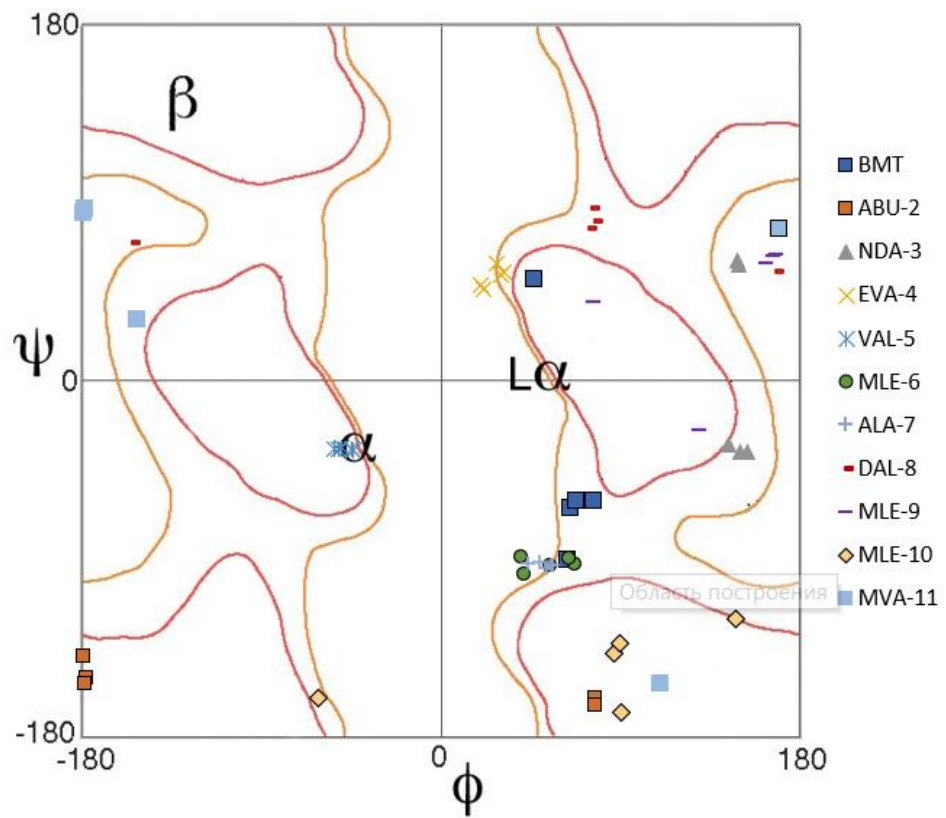 180
β
BMT
ABU-2
NDA-3
EVA-4
VAL-5
ψ
0
Lα
MLE-6
α
ALA-7
DAL-8
MLE-9
MLE-10
Область построения
MVA-11
-180
-180
0
180
ϕ